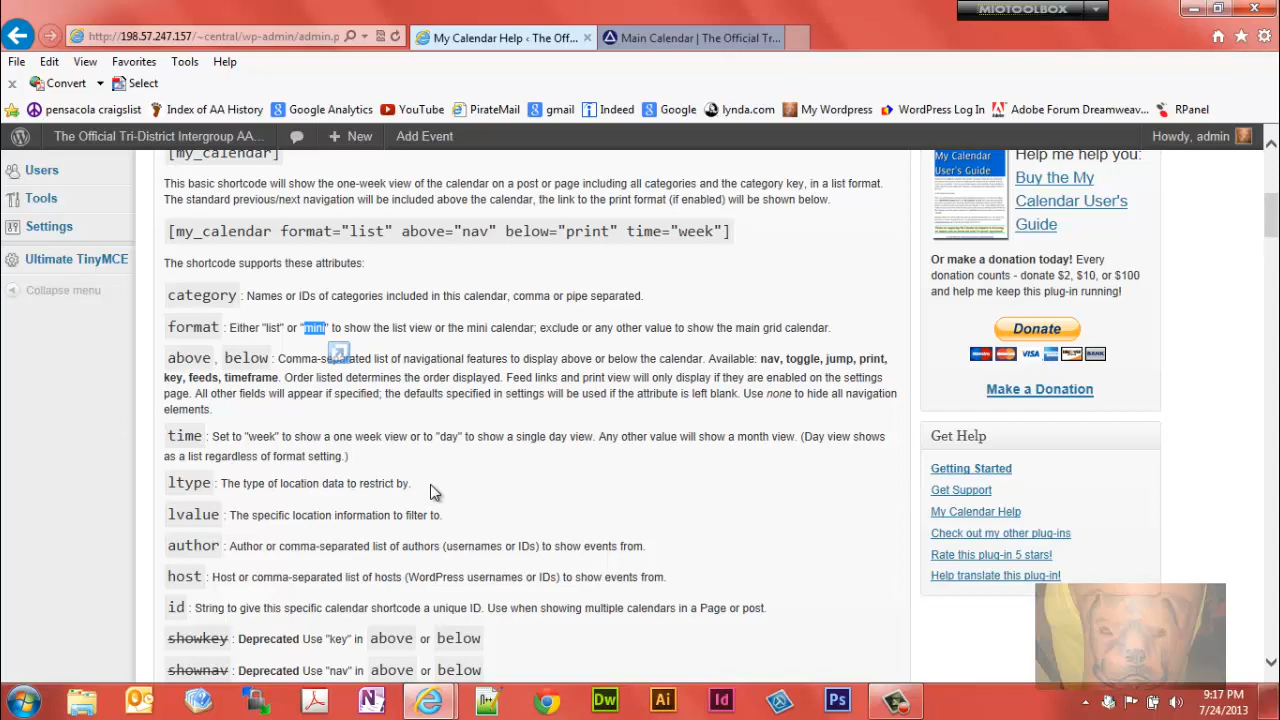 MIOTOOLBOX
http://198.57.247.157/~central/wp-admin/admin.p
My Calendar Help ‹ The Off...
Main Calendar | The Official Tr...
File Edit View Favorites Tools Help
Convert Select
pensacola craigslist Index of AA History Google Analytics YouTube PirateMail gmail Indeed Google lynda.com My Wordpress WordPress Log In Adobe Forum Dreamweav... RPanel
The Official Tri-District Intergroup AA... + New Add Event Howdy, admin
Users
Tools
Settings
Ultimate TinyMCE
Collapse menu
[my_calendar]
This basic shortcode will show the one-week view of the calendar on a post or page including all categories and the category key, in a list format.
The standard previous/next navigation will be included above the calendar, the link to the print format (if enabled) will be shown below.
[my_calendar format="list" above="nav" below="print" time="week"]
The shortcode supports these attributes:
category : Names or IDs of categories included in this calendar, comma or pipe separated.
format : Either "list" or "mini" to show the list view or the mini calendar; exclude or any other value to show the main grid calendar.
above , below : Comma-separated list of navigational features to display above or below the calendar. Available: nav, toggle, jump, print,
key, feeds, timeframe. Order listed determines the order displayed. Feed links and print view will only display if they are enabled on the settings
page. All other fields will appear if specified; the defaults specified in settings will be used if the attribute is left blank. Use none to hide all navigation
elements.
time : Set to "week" to show a one week view or to "day" to show a single day view. Any other value will show a month view. (Day view shows
as a list regardless of format setting.)
ltype : The type of location data to restrict by.
lvalue : The specific location information to filter to.
author : Author or comma-separated list of authors (usernames or IDs) to show events from.
host : Host or comma-separated list of hosts (WordPress usernames or IDs) to show events from.
id : String to give this specific calendar shortcode a unique ID. Use when showing multiple calendars in a Page or post.
showkey : Deprecated Use "key" in above or below
shownav : Deprecated Use "nav" in above or below
My Calendar
User's Guide
Help me help you:
Buy the My
Calendar User's
Guide
Or make a donation today! Every
donation counts - donate $2, $10, or $100
and help me keep this plug-in running!
Donate
VISA
BANK
Make a Donation
Get Help
Getting Started
Get Support
My Calendar Help
Check out my other plug-ins
Rate this plug-in 5 stars!
Help translate this plug-in!
Dw Ai Id Ps
9:17 PM
7/24/2013